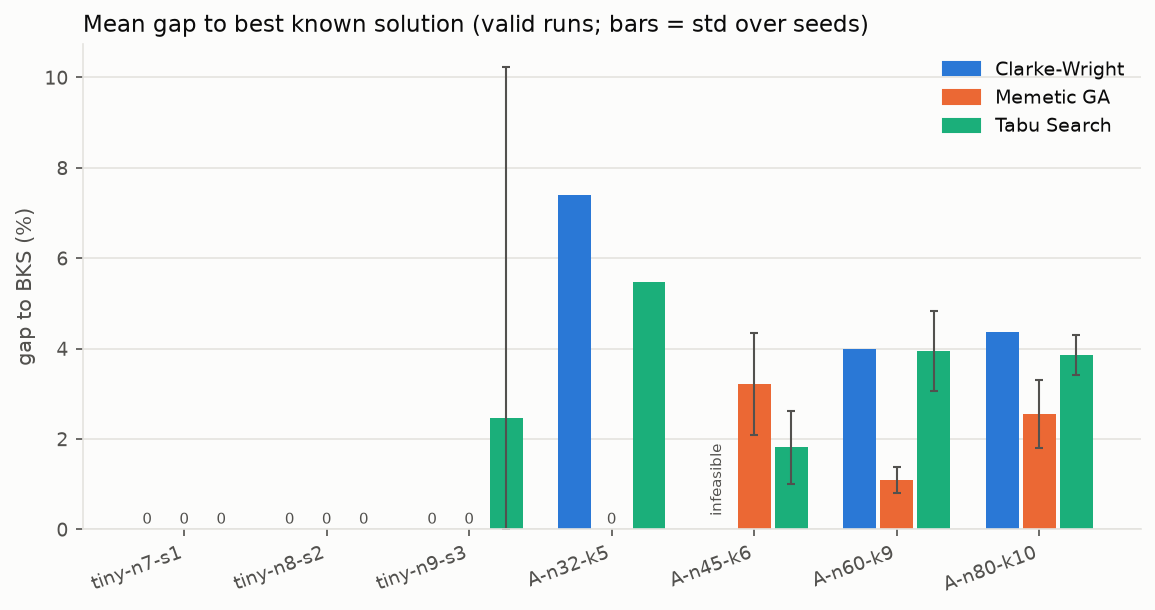 Mean gap to best known solution (valid runs; bars = std over seeds)
Clarke-Wright
Memetic GA
Tabu Search
gap to BKS (%)
10
8
6
4
2
0
0 0 0 0 0 0 0 0 0
infeasible
tiny-n7-s1
tiny-n8-s2
tiny-n9-s3
A-n32-k5
A-n45-k6
A-n60-k9
A-n80-k10